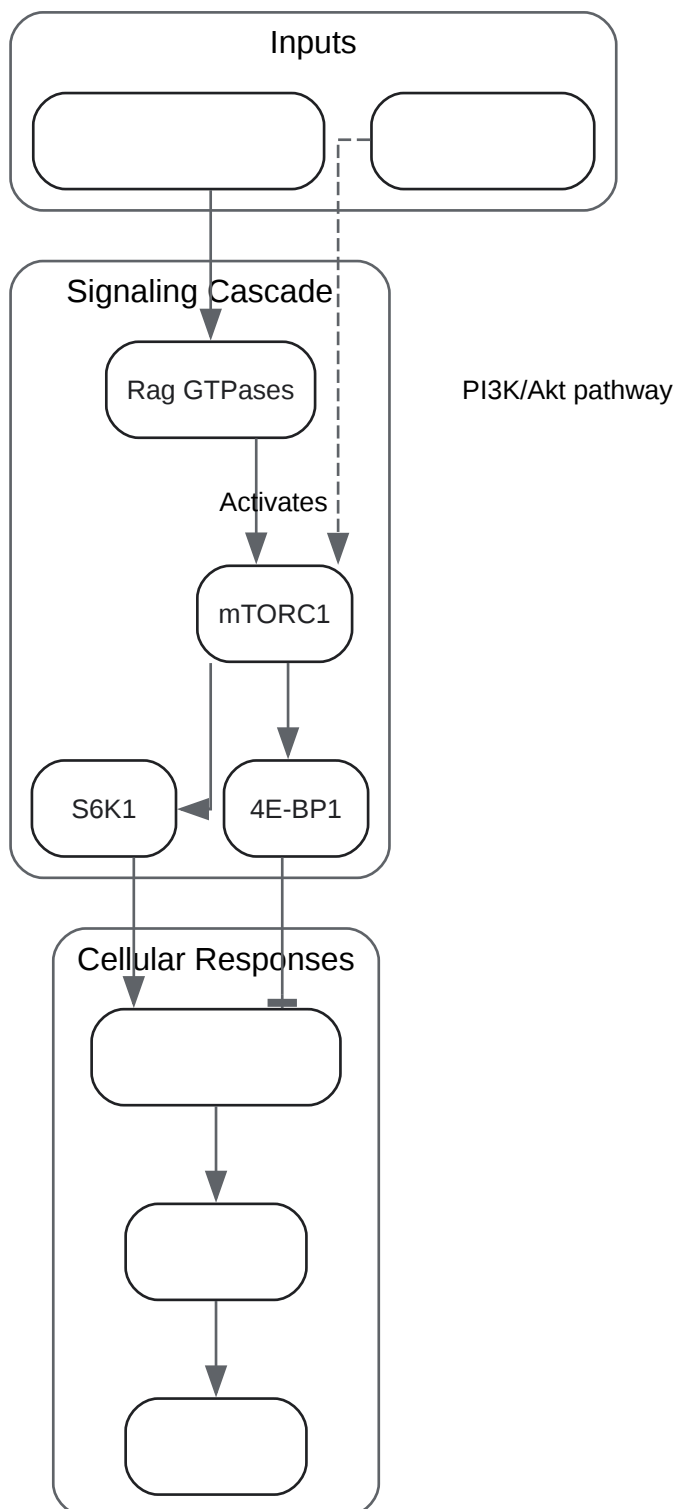 Inputs
Signaling Cascade
Rag GTPases
PI3K/Akt pathway
Activates
mTORC1
S6K1
4E-BP1
Cellular Responses